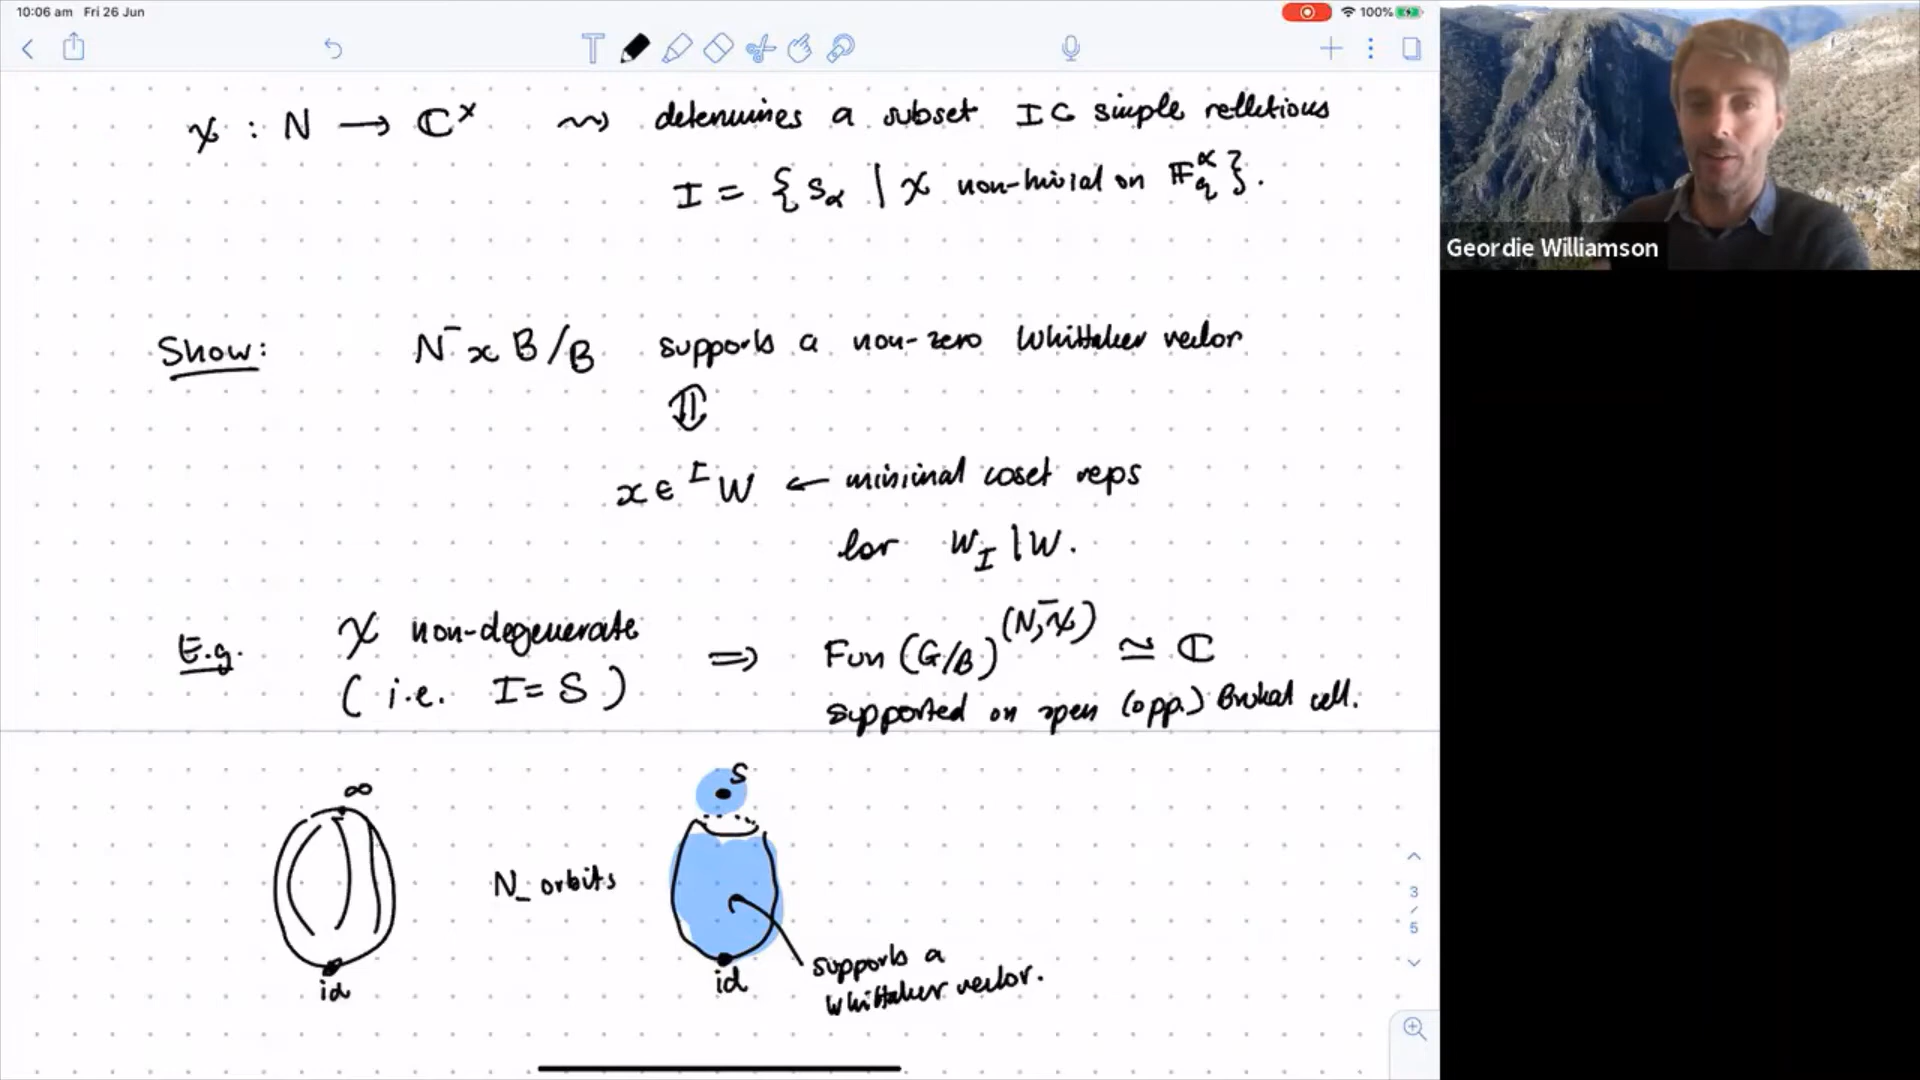 10:06 am Fri 26 Jun
100%
Geordie Williamson
χ : N → ℂ^x ⇝ determines a subset I ⊂ simple refletions
I = { s_α | χ non-trivial on 𝔽_q^α }.
Show: N^- x B/B supports a non-zero Whittaker vector
⇕
x ∈ ^I W ← minimal coset reps
for W_I \ W.
E.g. χ non-degenerate ⇒ Fun (G/B)^(N^-, χ) ≃ ℂ
( i.e. I = S ) supported on open (opp.) Bruhat cell.
∞ s
N_ orbits
id id
supports a
Whittaker vector.
3
/
5